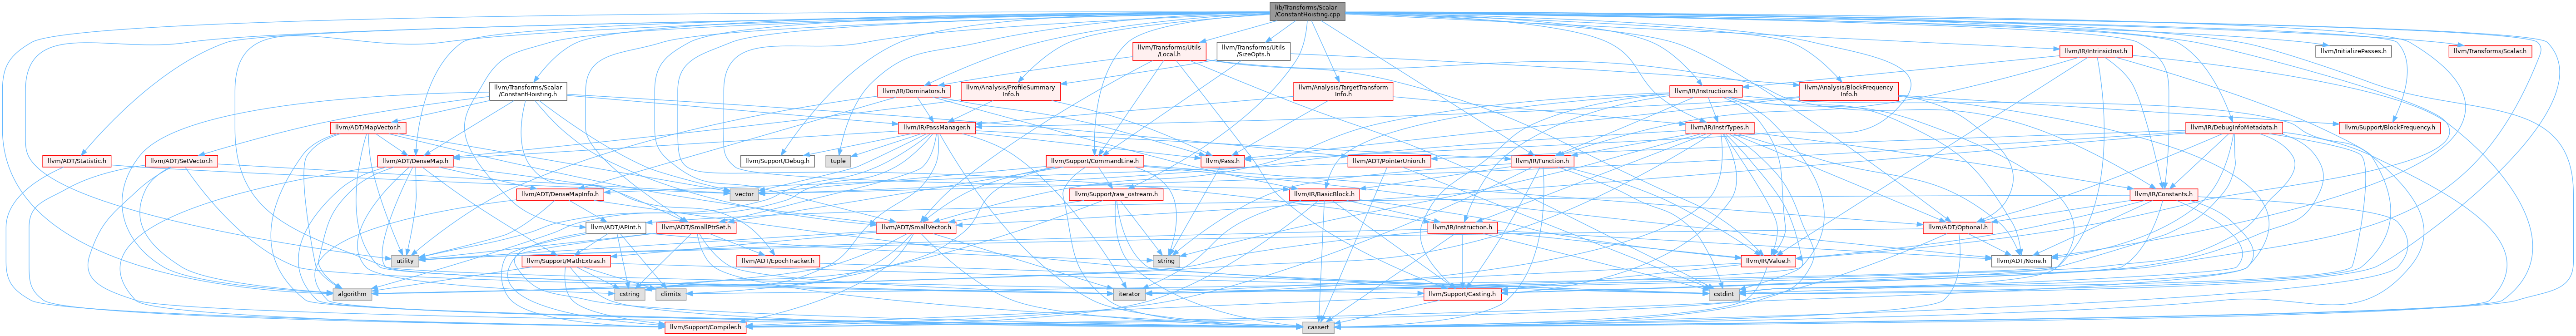 lib/Transforms/Scalar
/ConstantHoisting.cpp
llvm/Transforms/Utils
/Local.h
llvm/Transforms/Utils
/SizeOpts.h
llvm/IR/IntrinsicInst.h
llvm/InitializePasses.h
llvm/Transforms/Scalar.h
llvm/Transforms/Scalar
/ConstantHoisting.h
llvm/IR/Dominators.h
llvm/Analysis/ProfileSummary
Info.h
llvm/Analysis/TargetTransform
Info.h
llvm/IR/Instructions.h
llvm/Analysis/BlockFrequency
Info.h
llvm/ADT/MapVector.h
llvm/IR/PassManager.h
llvm/IR/InstrTypes.h
llvm/IR/DebugInfoMetadata.h
llvm/Support/BlockFrequency.h
llvm/ADT/Statistic.h
llvm/ADT/SetVector.h
llvm/ADT/DenseMap.h
llvm/Support/Debug.h
tuple
llvm/Support/CommandLine.h
llvm/Pass.h
llvm/ADT/PointerUnion.h
llvm/IR/Function.h
llvm/ADT/DenseMapInfo.h
vector
llvm/Support/raw_ostream.h
llvm/IR/BasicBlock.h
llvm/IR/Constants.h
llvm/ADT/APInt.h
llvm/ADT/SmallPtrSet.h
llvm/ADT/SmallVector.h
llvm/IR/Instruction.h
llvm/ADT/Optional.h
utility
llvm/Support/MathExtras.h
llvm/ADT/EpochTracker.h
string
llvm/IR/Value.h
llvm/ADT/None.h
algorithm
cstring
climits
iterator
llvm/Support/Casting.h
cstdint
llvm/Support/Compiler.h
cassert